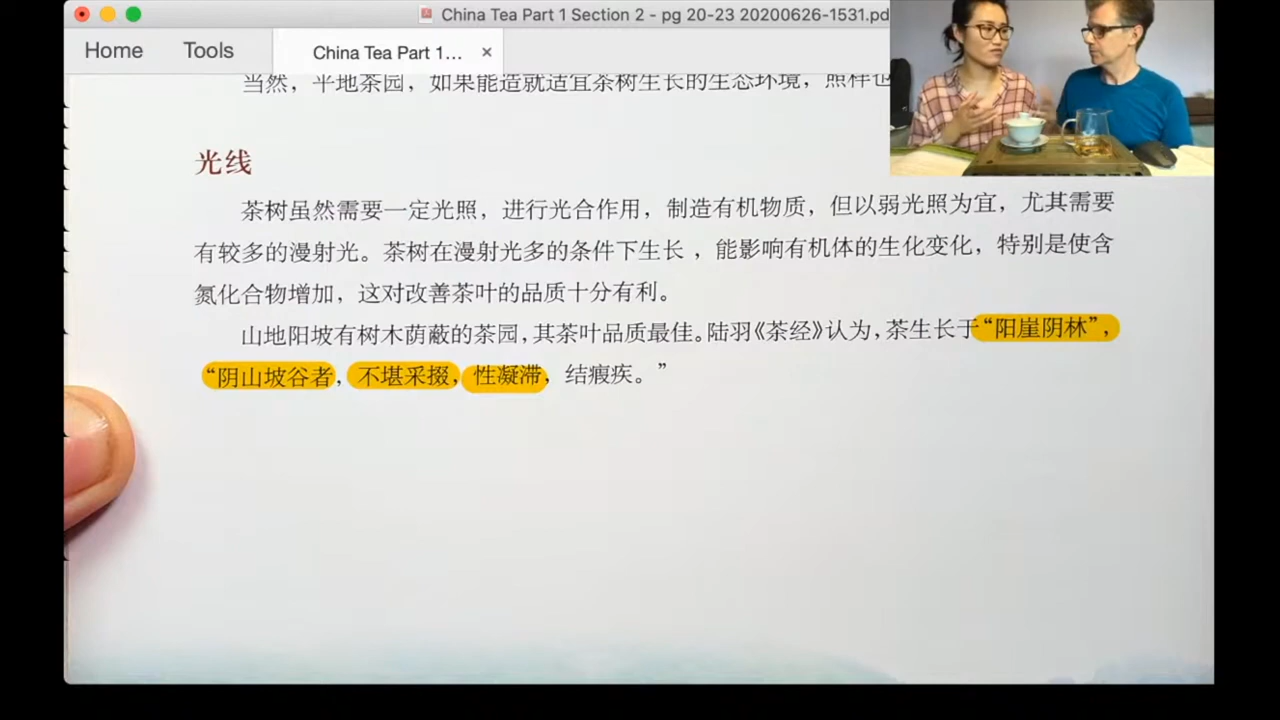 China Tea Part 1 Section 2 - pg 20-23 20200626-1531.pd
Home Tools China Tea Part 1... ×
当然，平地茶园，如果能造就适宜茶树生长的生态环境，照样也
光线
茶树虽然需要一定光照，进行光合作用，制造有机物质，但以弱光照为宜，尤其需要
有较多的漫射光。茶树在漫射光多的条件下生长，能影响有机体的生化变化，特别是使含
氮化合物增加，这对改善茶叶的品质十分有利。
山地阳坡有树木荫蔽的茶园，其茶叶品质最佳。陆羽《茶经》认为，茶生长于“阳崖阴林”，
“阴山坡谷者，不堪采掇，性凝滞，结瘕疾。”